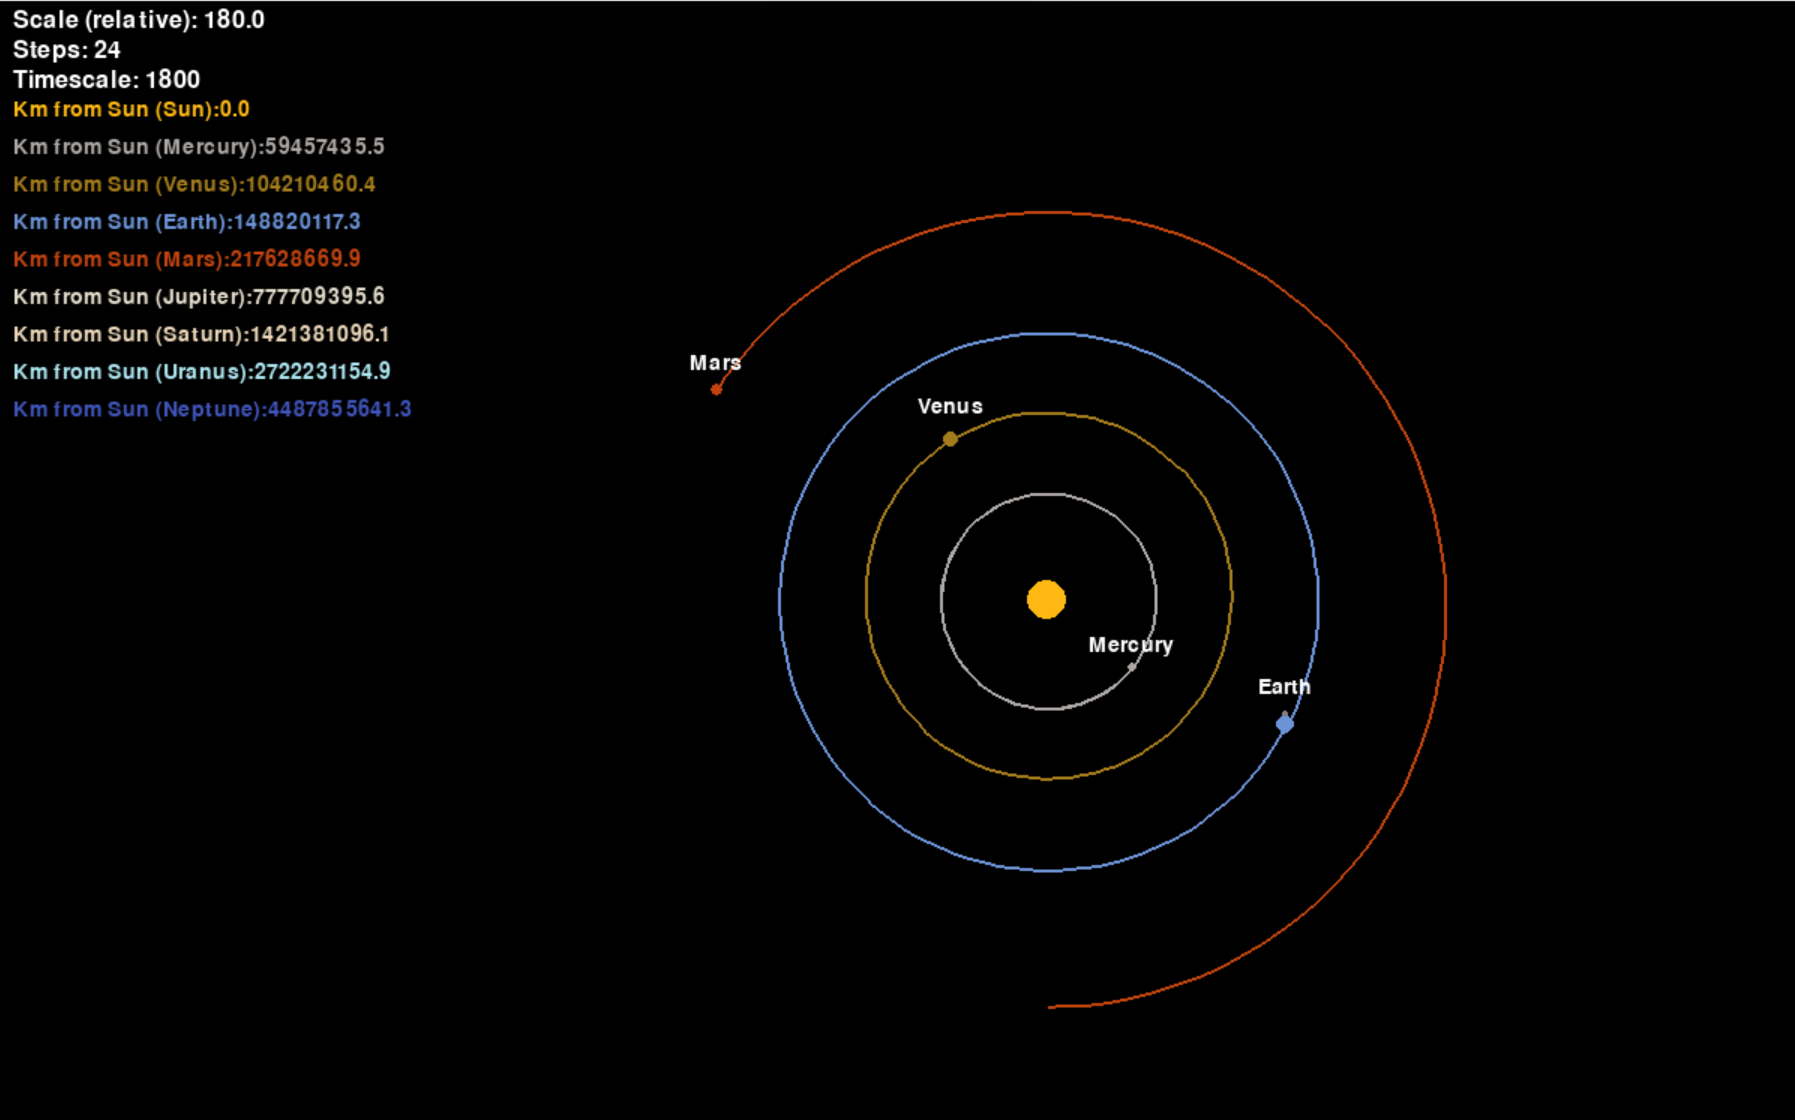 Scale (relative): 180.0
Steps: 24
Timescale: 1800
Km from Sun (Sun):0.0
Km from Sun (Mercury):59457435.5
Km from Sun (Venus):104210460.4
Km from Sun (Earth):148820117.3
Km from Sun (Mars):217628669.9
Km from Sun (Jupiter):777709395.6
Km from Sun (Saturn):1421381096.1
Km from Sun (Uranus):2722231154.9
Km from Sun (Neptune):4487855641.3
Mars
Venus
Mercury
Earth